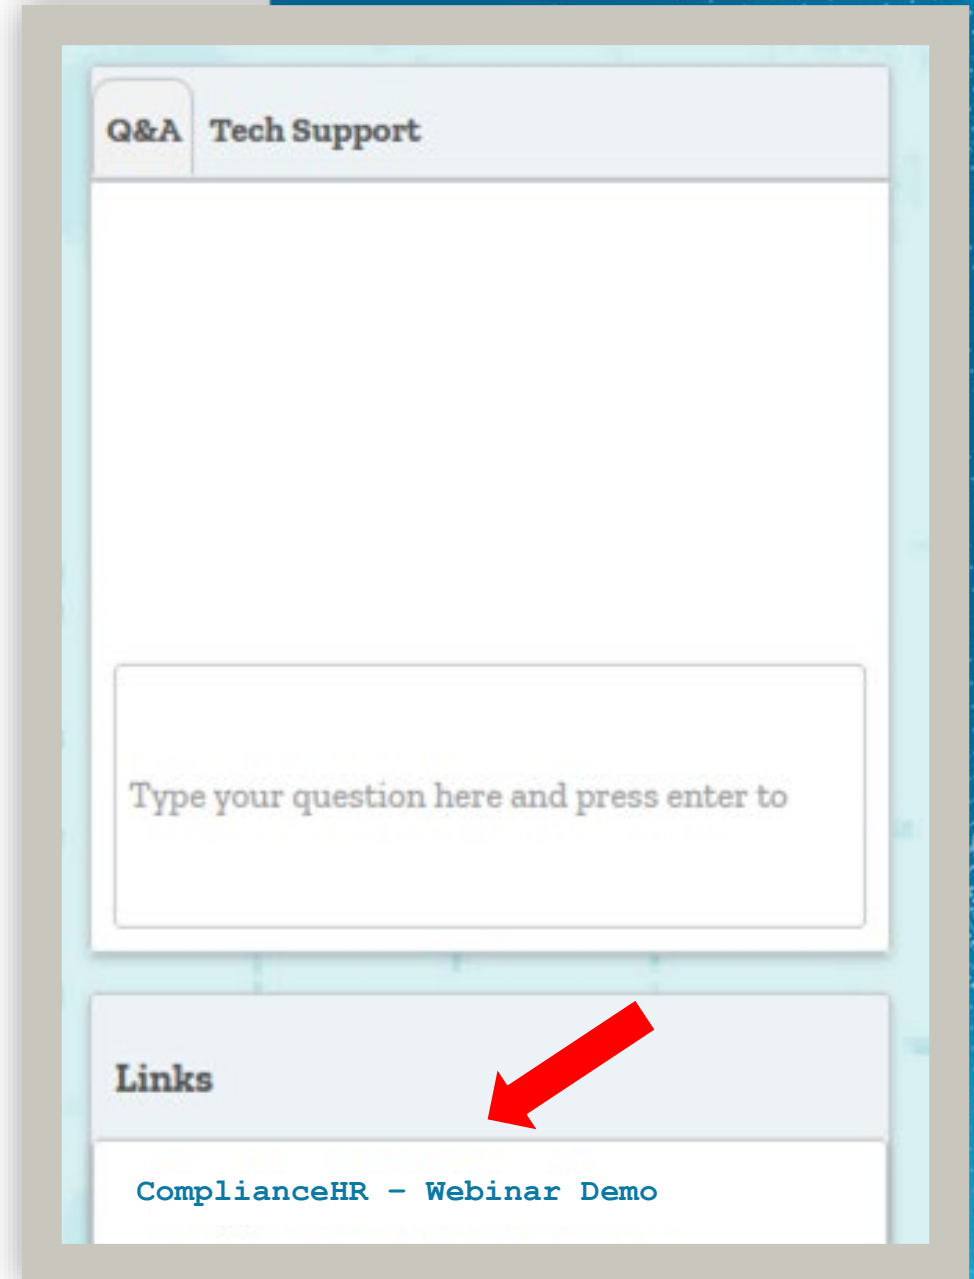 Q&A Tech Support
Type your question here and press enter to
Links
ComplianceHR – Webinar Demo